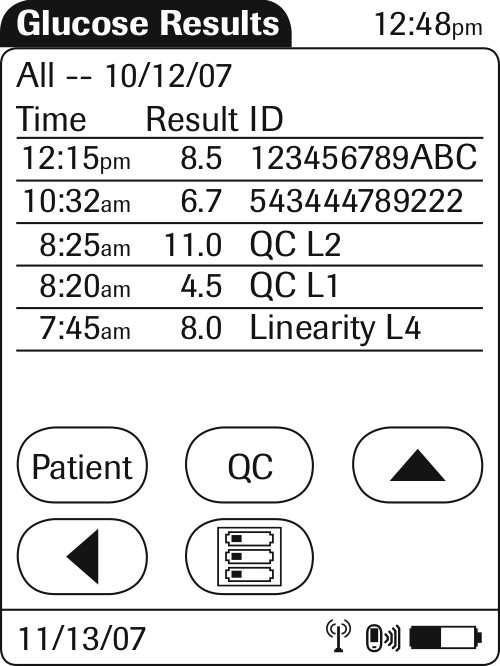 Glucose Results 12:48pm
All -- 10/12/07
Time Result ID
12:15pm 8.5 123456789ABC
10:32am 6.7 543444789222
8:25am 11.0 QC L2
8:20am 4.5 QC L1
7:45am 8.0 Linearity L4
Patient QC
11/13/07